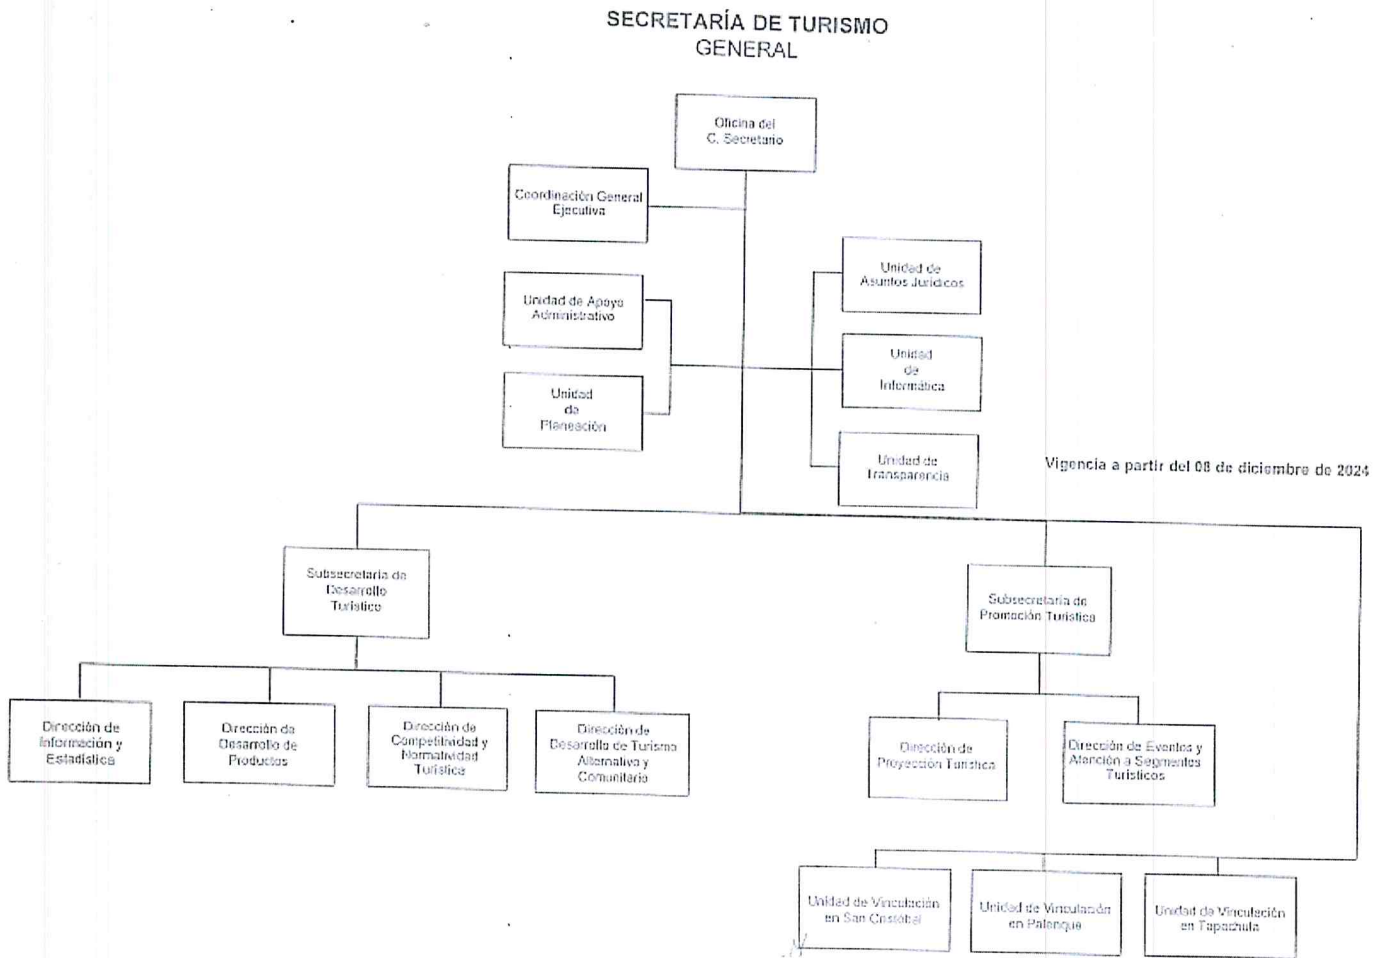 SECRETARÍA DE TURISMO
GENERAL
Oficina del
C. Secretario
Coordinación General
Ejecutiva
Unidad de
Asuntos Jurídicos
Unidad de Apoyo
Administrativo
Unidad
de
Informática
Unidad
de
Planeación
Unidad de
Transparencia
Vigencia a partir del 08 de diciembre de 2024
Subsecretaría de
Desarrollo
Turístico
Subsecretaría de
Promoción Turística
Dirección de
Información y
Estadística
Dirección de
Desarrollo de
Productos
Dirección de
Competitividad y
Normatividad
Turística
Dirección de
Desarrollo de Turismo
Alternativo y
Comunitario
Dirección de
Proyección Turística
Dirección de Eventos y
Atención a Segmentos
Turísticos
Unidad de Vinculación
en San Cristóbal
Unidad de Vinculación
en Palenque
Unidad de Vinculación
en Tapachula